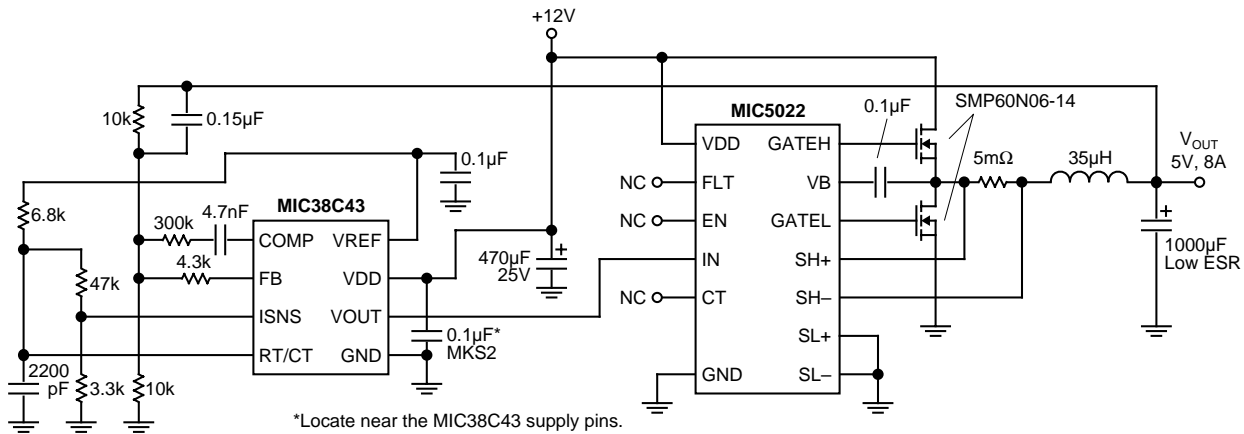 +12V
10k
0.15µF
0.1µF
MIC5022
SMP60N06-14
0.1µF
VDD
GATEH
VOUT
5V, 8A
NC
FLT
VB
5mΩ
35µH
6.8k
300k
4.7nF
MIC38C43
COMP
VREF
NC
EN
GATEL
+
1000µF
Low ESR
4.3k
FB
VDD
470µF
25V
+
IN
SH+
47k
ISNS
VOUT
NC
CT
SH–
0.1µF*
MKS2
SL+
RT/CT
GND
2200
pF
3.3k
10k
GND
SL–
*Locate near the MIC38C43 supply pins.